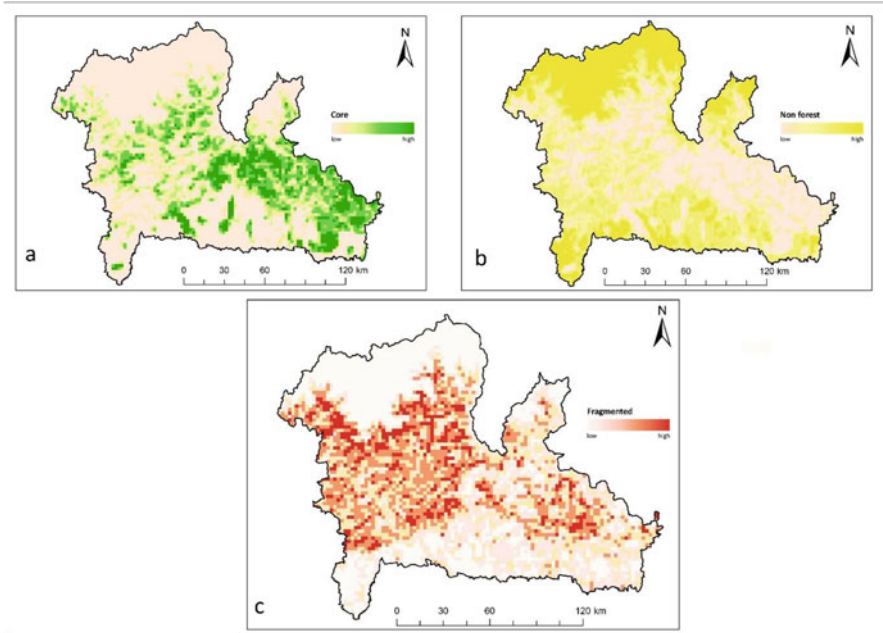 N
Core
low high
a
0 30 60 120 km
N
Non forest
low high
b
0 30 60 120 km
N
Fragmented
low high
c
0 30 60 120 km